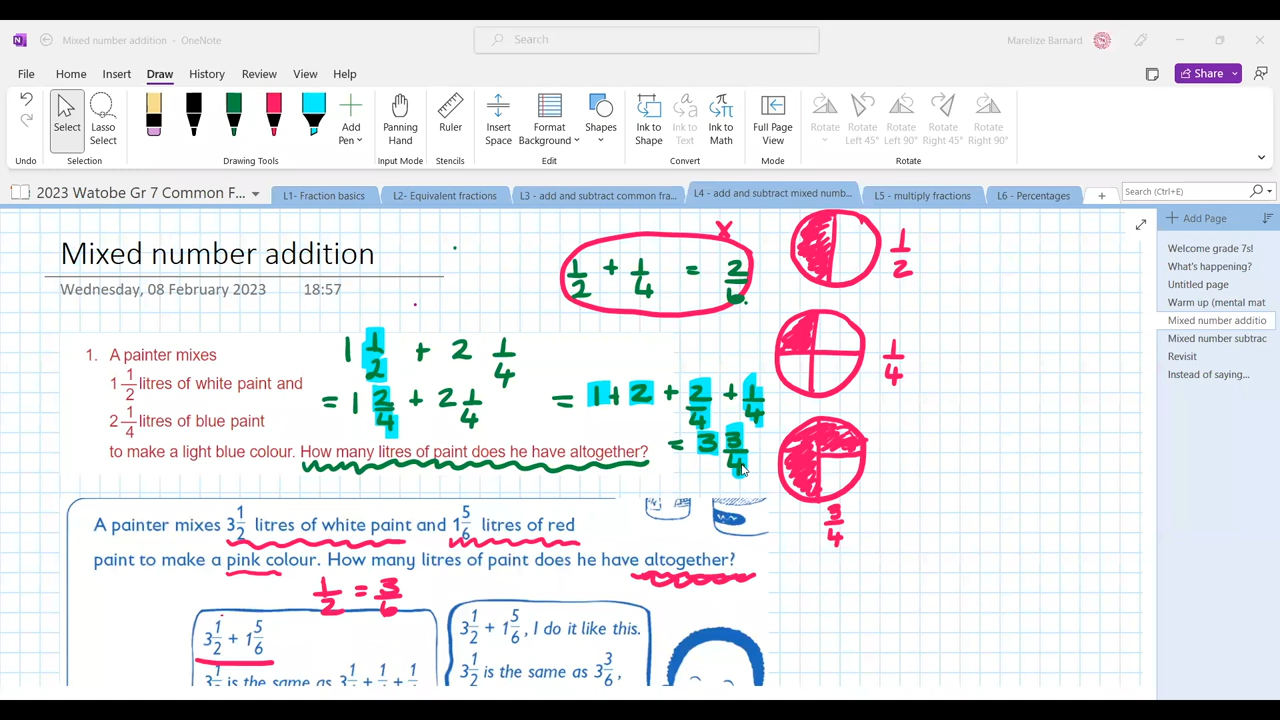 Mixed number addition - OneNote
Search
Marelize Barnard
File Home Insert Draw History Review View Help
Share
Undo
Select
Lasso Select
Add Pen
Panning Hand
Ruler
Insert Space
Format Background
Shapes
Ink to Shape
Ink to Text
Ink to Math
Full Page View
Rotate
Rotate Left 45°
Rotate Left 90°
Rotate Right 45°
Rotate Right 90°
Undo Selection Drawing Tools Input Mode Stencils Edit Convert Mode Rotate
2023 Watobe Gr 7 Common F...
L1- Fraction basics
L2- Equivalent fractions
L3 - add and subtract common fra...
L4 - add and subtract mixed numb...
L5 - multiply fractions
L6 - Percentages
+
Search (Ctrl+E)
Add Page
Welcome grade 7s!
What's happening?
Untitled page
Warm up (mental mat
Mixed number additio
Mixed number subtrac
Revisit
Instead of saying...
Mixed number addition
Wednesday, 08 February 2023 18:57
x
1/2 + 1/4 = 2/6
1/2
1/4
3/4
1. A painter mixes
1 1/2 litres of white paint and
2 1/4 litres of blue paint
to make a light blue colour. How many litres of paint does he have altogether?
1 1/2 + 2 1/4
= 1 2/4 + 2 1/4 = 1 + 2 + 2/4 + 1/4
= 3 3/4
A painter mixes 3 1/2 litres of white paint and 1 5/6 litres of red
paint to make a pink colour. How many litres of paint does he have altogether?
1/2 = 3/6
3 1/2 + 1 5/6
3 1/2 is the same as 3 1/
3 1/2 + 1 5/6, I do it like this.
3 1/2 is the same as 3 3/6,